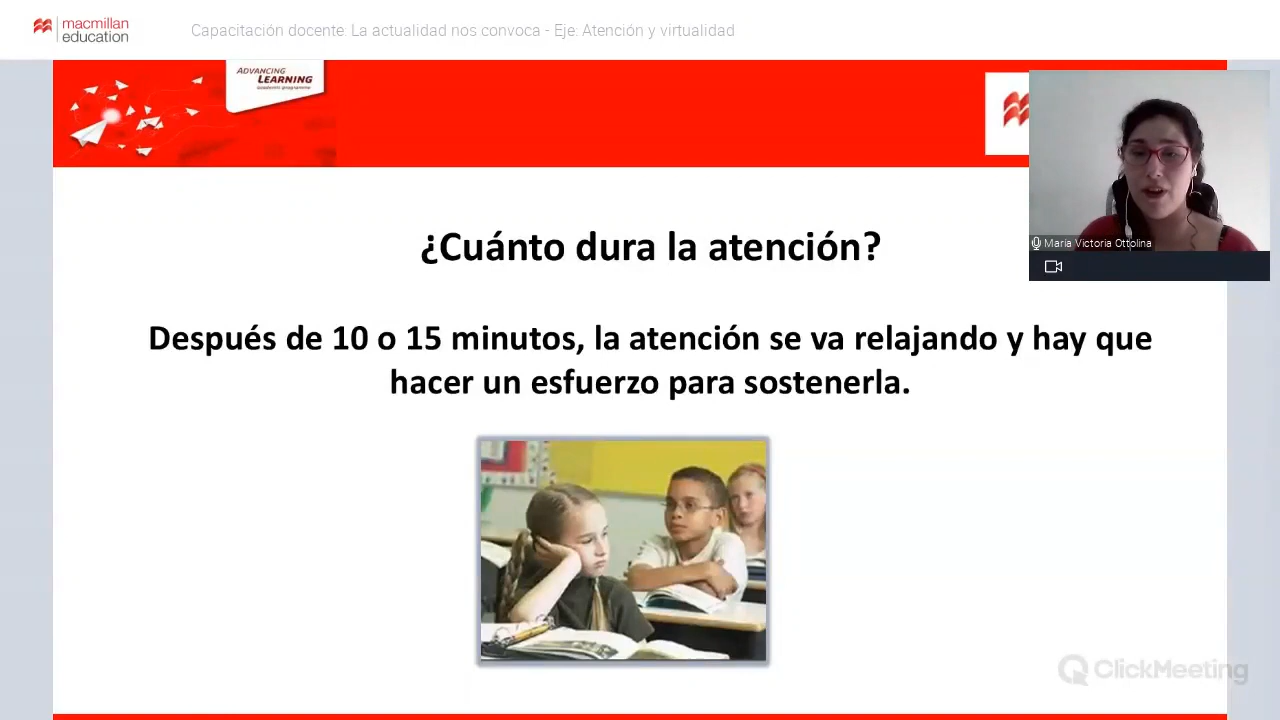 macmillan
education
Capacitación docente: La actualidad nos convoca - Eje: Atención y virtualidad
ADVANCING
LEARNING
academic programme
María Victoria Ottolina
¿Cuánto dura la atención?
Después de 10 o 15 minutos, la atención se va relajando y hay que
hacer un esfuerzo para sostenerla.
ClickMeeting